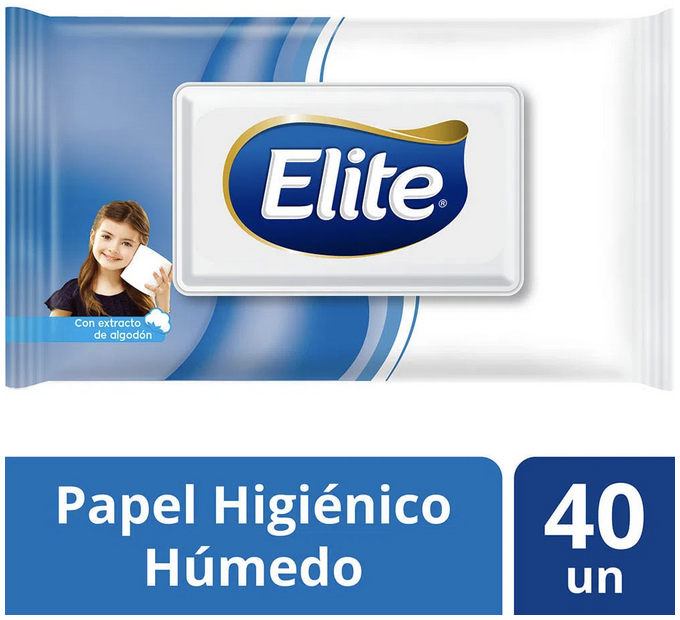 Elite®
Con extracto
de algodón
Papel Higiénico
Húmedo
40
un